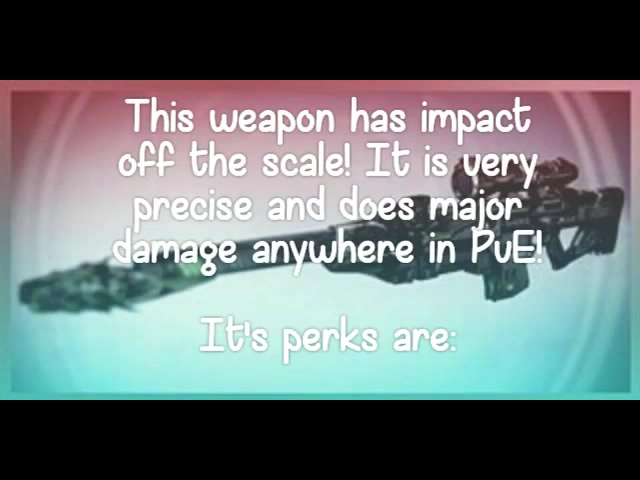 This weapon has impact
off the scale! It is very
precise and does major
damage anywhere in PvE!
It's perks are: